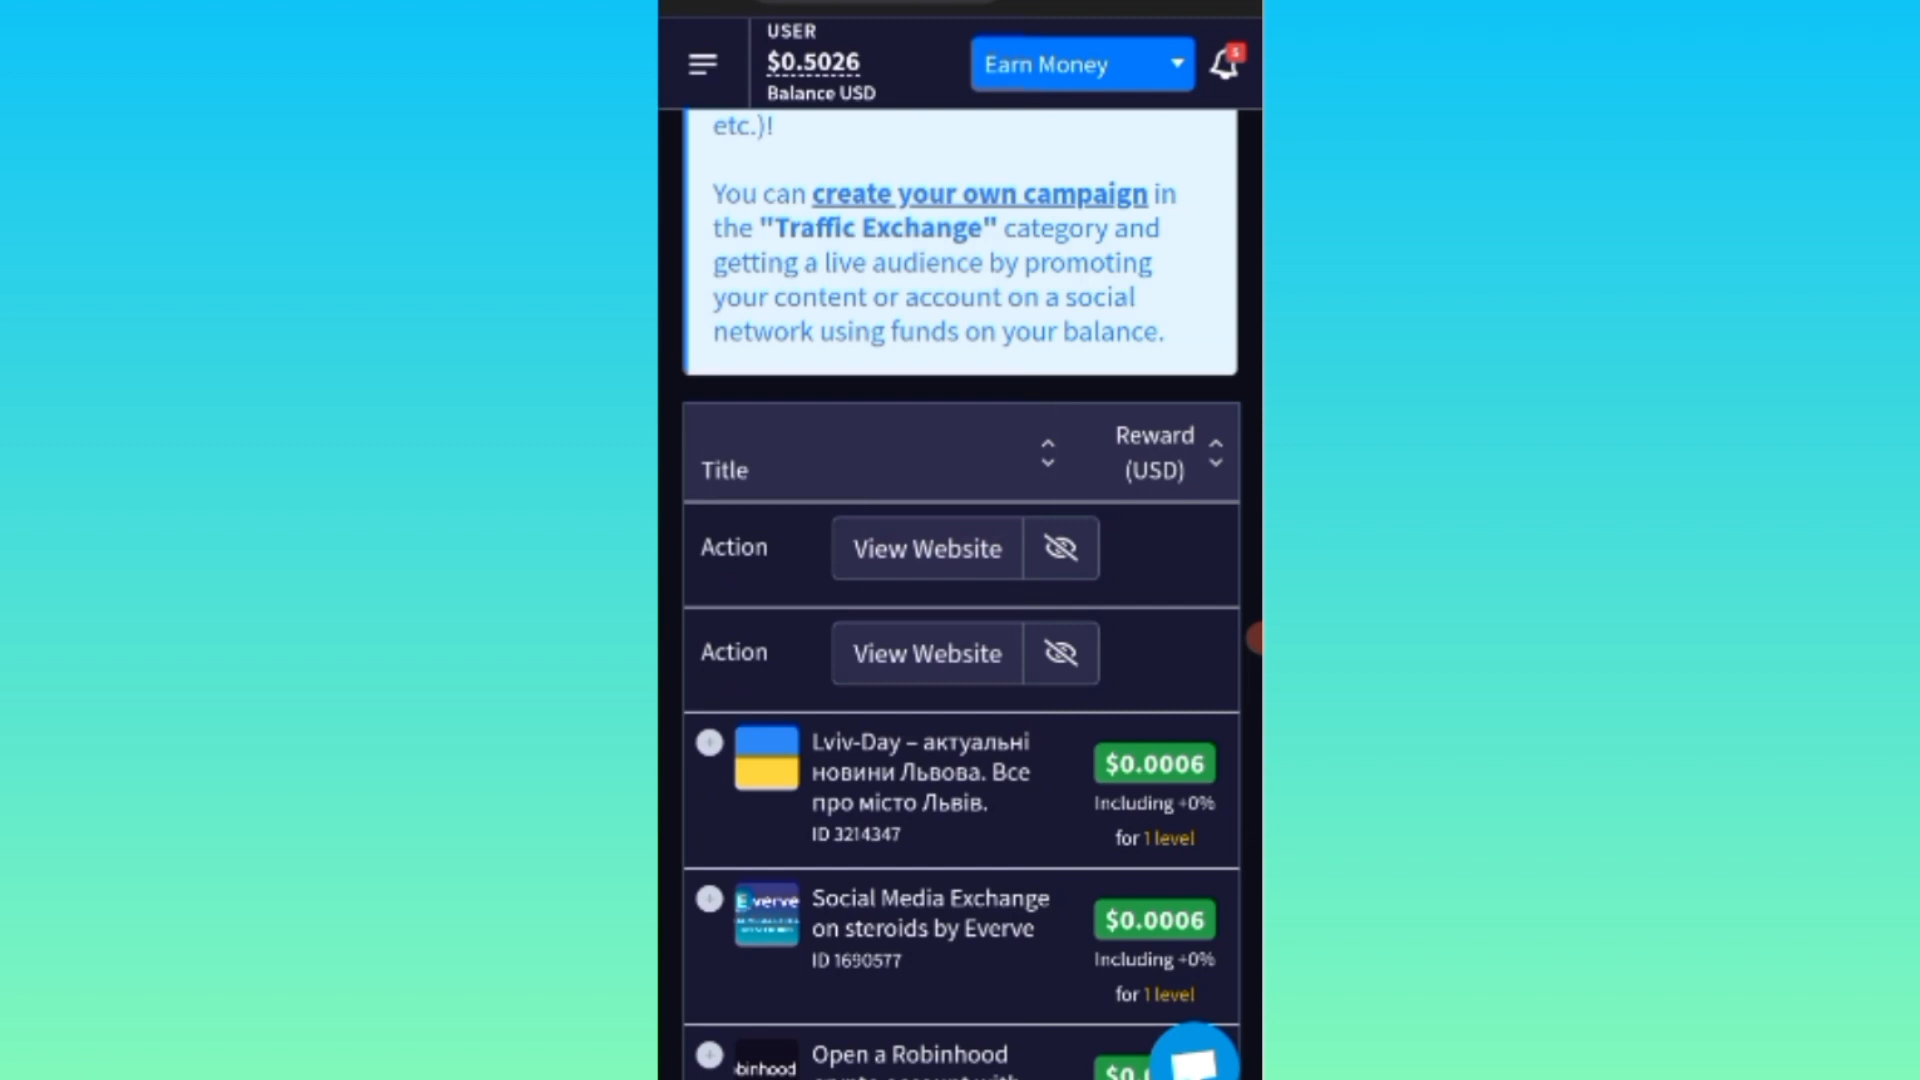 USER
$0.5026
Balance USD
Earn Money
etc.)!
You can create your own campaign in
the "Traffic Exchange" category and
getting a live audience by promoting
your content or account on a social
network using funds on your balance.
Title
Reward
(USD)
Action View Website
Action View Website
Lviv-Day – актуальні
новини Львова. Все
про місто Львів.
ID 3214347
$0.0006
Including +0%
for 1 level
Everve
Social Media Exchange
on steroids by Everve
ID 1690577
$0.0006
Including +0%
for 1 level
binhood
Open a Robinhood